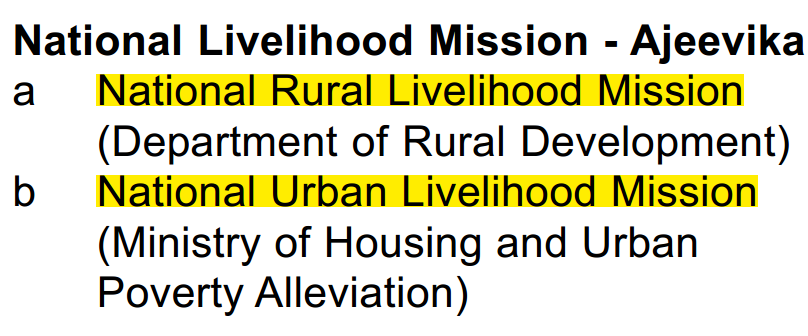 National Livelihood Mission - Ajeevika
a National Rural Livelihood Mission
(Department of Rural Development)
b National Urban Livelihood Mission
(Ministry of Housing and Urban
Poverty Alleviation)